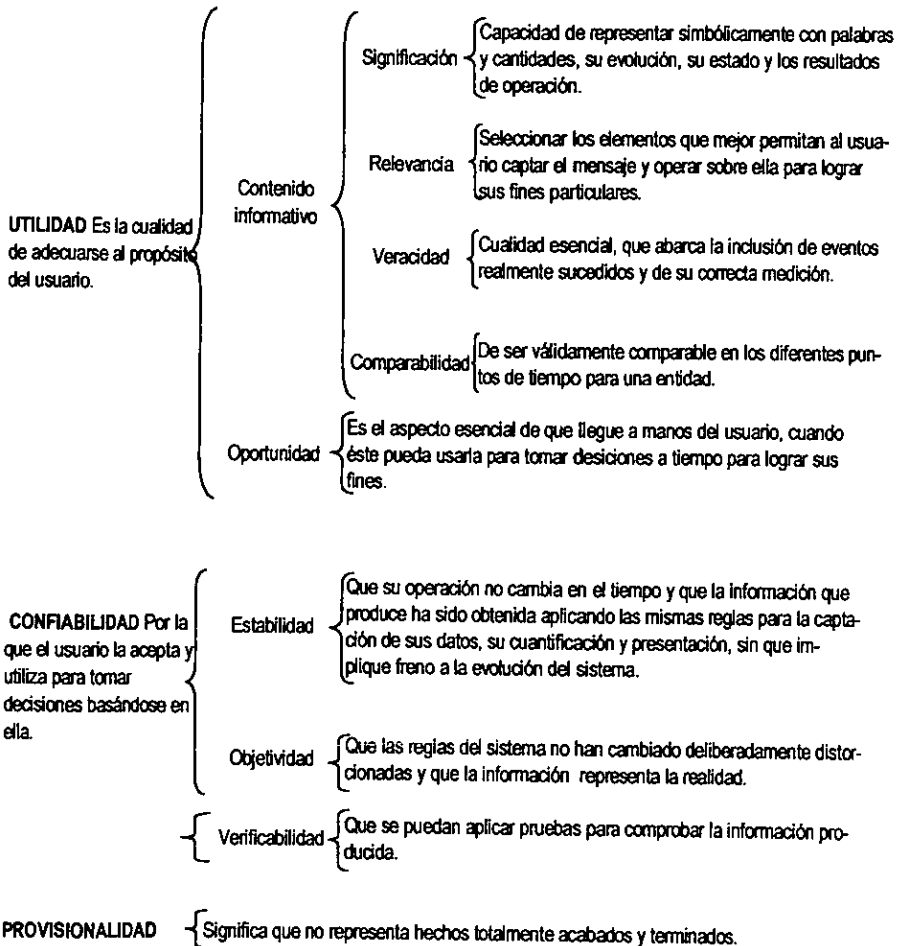 Significación
Capacidad de representar simbólicamente con palabras
y cantidades, su evolución, su estado y los resultados
de operación.
Relevancia
Seleccionar los elementos que mejor permitan al usua-
rio captar el mensaje y operar sobre ella para lograr
sus fines particulares.
Contenido
informativo
UTILIDAD Es la cualidad
de adecuarse al propósito
del usuario.
Veracidad
Cualidad esencial, que abarca la inclusión de eventos
realmente sucedidos y de su correcta medición.
Comparabilidad
De ser válidamente comparable en los diferentes pun-
tos de tiempo para una entidad.
Oportunidad
Es el aspecto esencial de que llegue a manos del usuario, cuando
éste pueda usarla para tomar desiciones a tiempo para lograr sus
fines.
CONFIABILIDAD Por la
que el usuario la acepta y
utiliza para tomar
decisiones basándose en
ella.
Estabilidad
Que su operación no cambia en el tiempo y que la información que
produce ha sido obtenida aplicando las mismas reglas para la capta-
ción de sus datos, su cuantificación y presentación, sin que im-
plique freno a la evolución del sistema.
Objetividad
Que las reglas del sistema no han cambiado deliberadamente distor-
cionadas y que la información representa la realidad.
Verificabilidad
Que se puedan aplicar pruebas para comprobar la información pro-
ducida.
PROVISIONALIDAD
Significa que no representa hechos totalmente acabados y terminados.